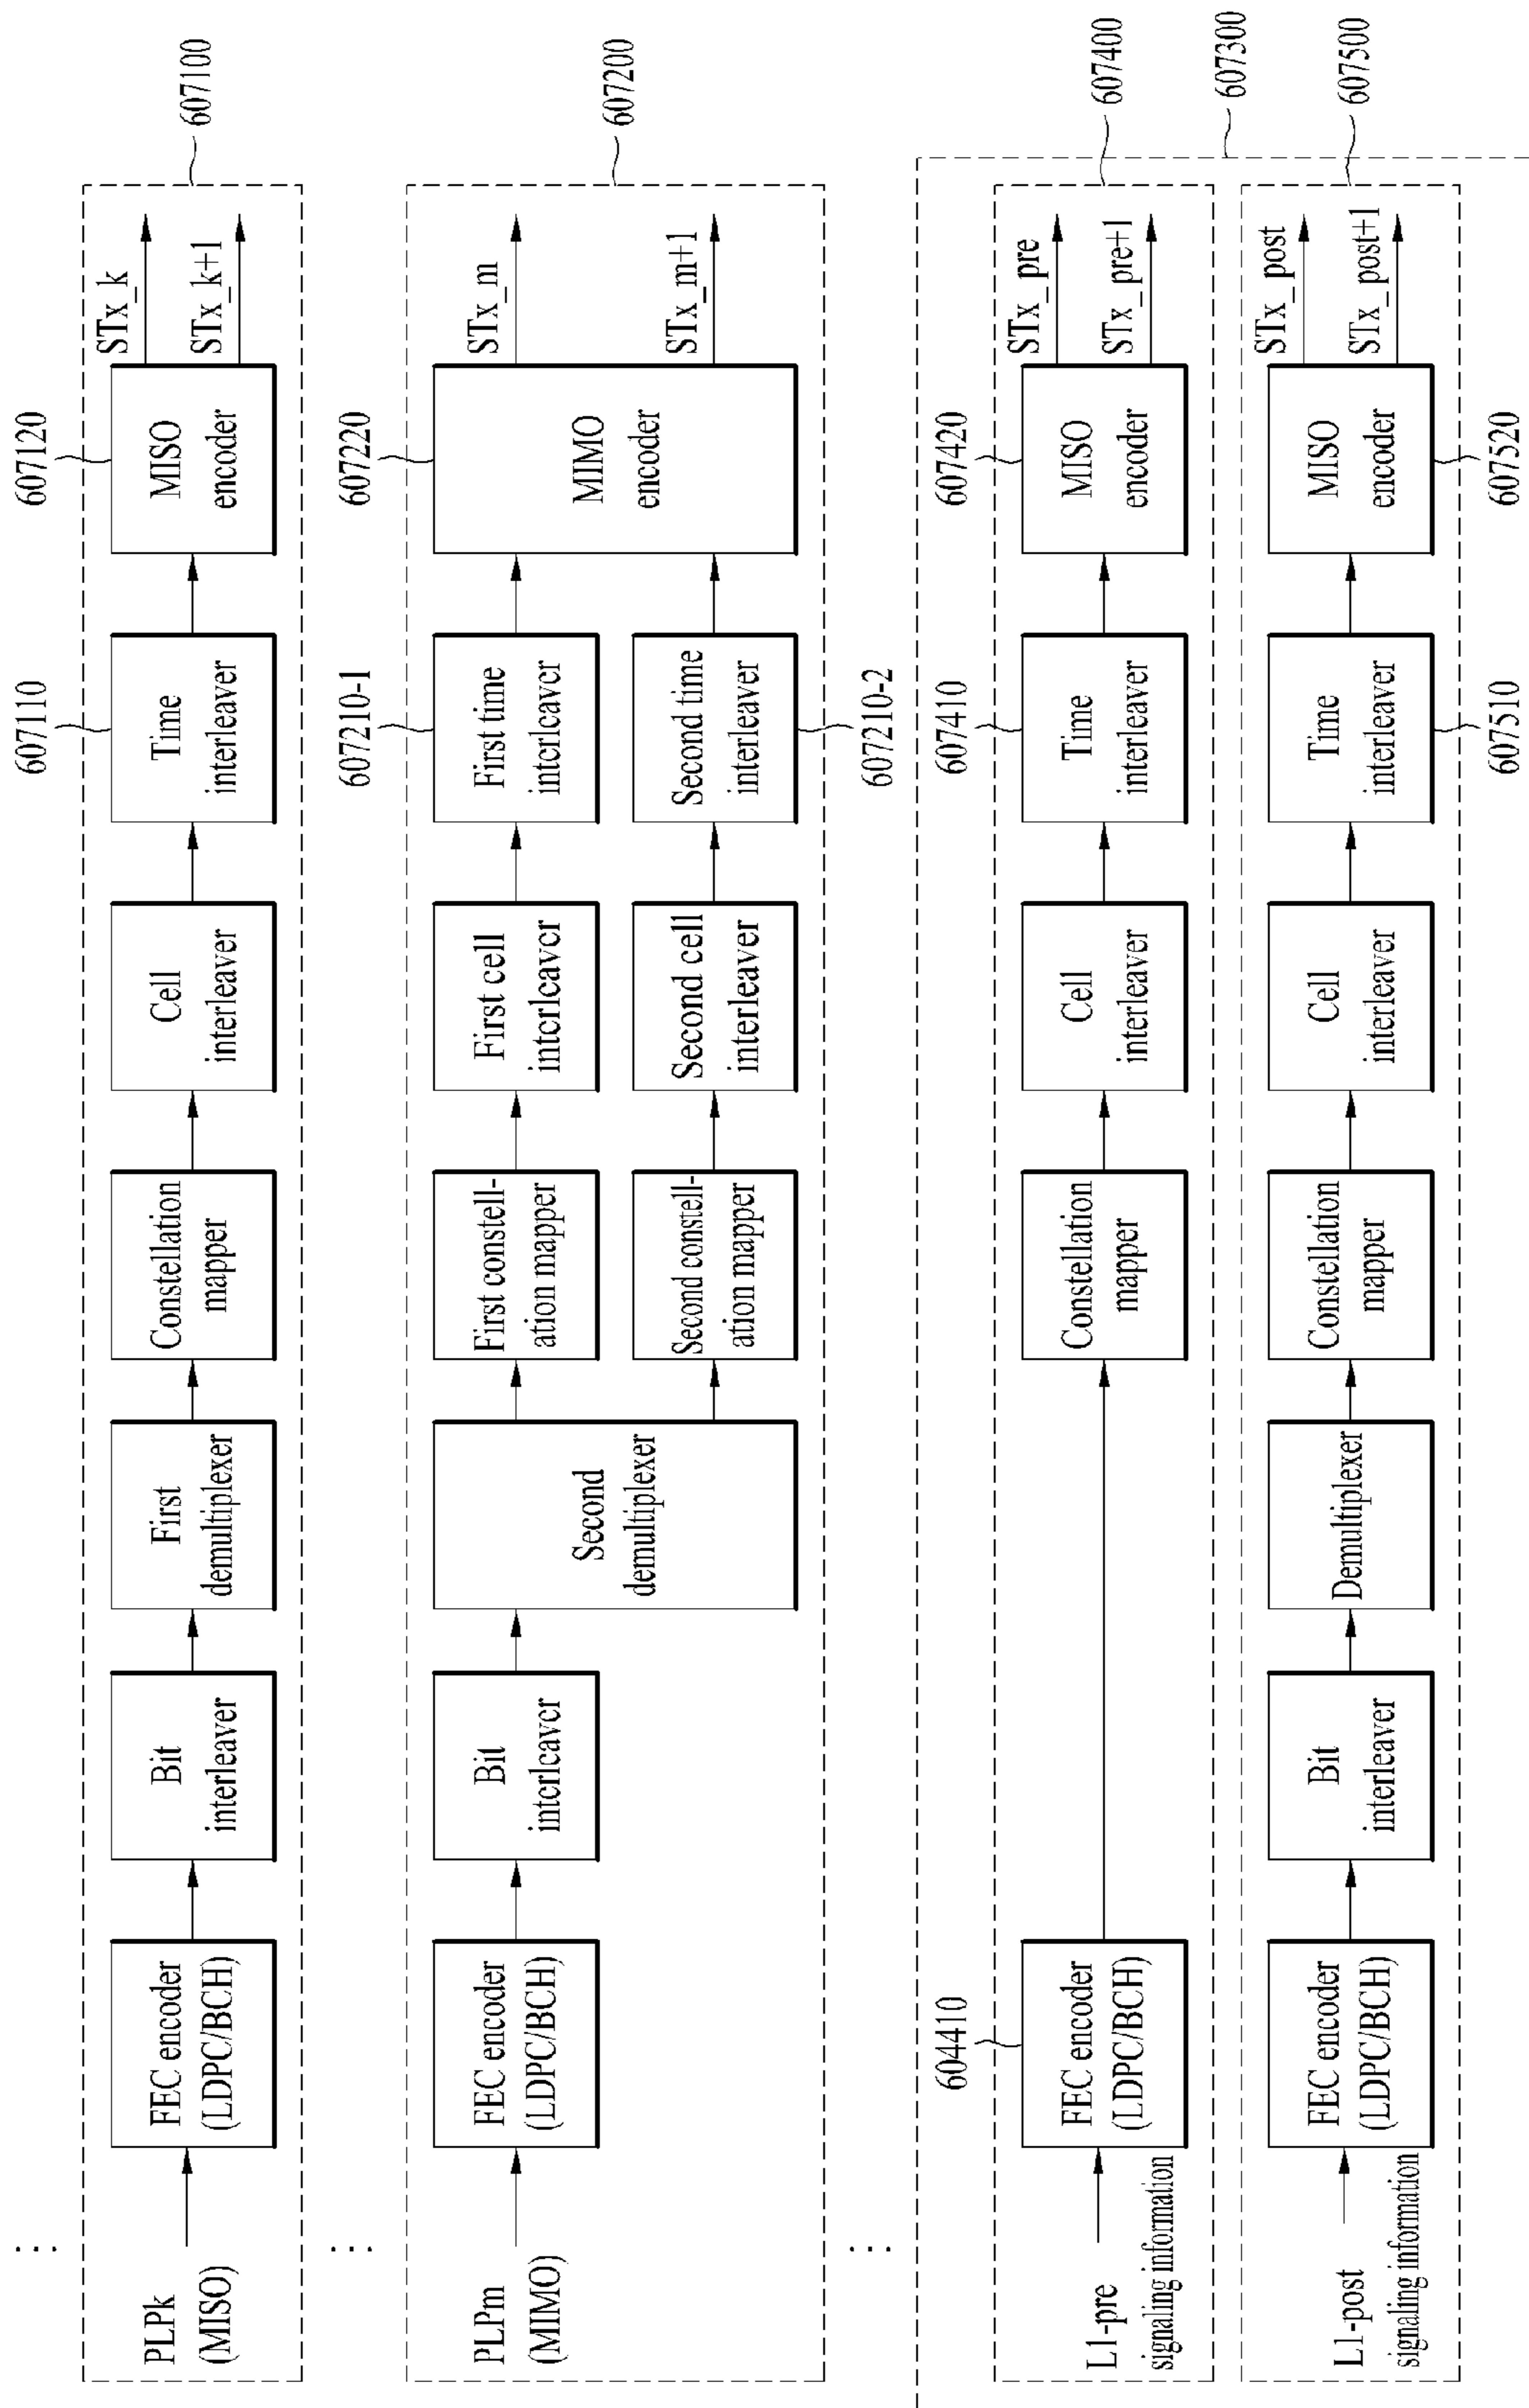 ...
607110
607120
PLPk
(MISO)
FEC encoder
(LDPC/BCH)
Bit
interleaver
First
demultiplexer
Constellation
mapper
Cell
interleaver
Time
interleaver
MISO
encoder
STx_k
STx_k+1
607100
...
607210-1
607220
PLPm
(MIMO)
FEC encoder
(LDPC/BCH)
Bit
interleaver
Second
demultiplexer
First constell-
ation mapper
Second constell-
ation mapper
First cell
interleaver
Second cell
interleaver
First time
interleaver
Second time
interleaver
607210-2
MIMO
encoder
STx_m
STx_m+1
607200
...
604410
607410
607420
L1-pre
signaling information
FEC encoder
(LDPC/BCH)
Constellation
mapper
Cell
interleaver
Time
interleaver
MISO
encoder
STx_pre
STx_pre+1
607400
607300
L1-post
signaling information
FEC encoder
(LDPC/BCH)
Bit
interleaver
Demultiplexer
Constellation
mapper
Cell
interleaver
Time
interleaver
MISO
encoder
STx_post
STx_post+1
607500
607510
607520